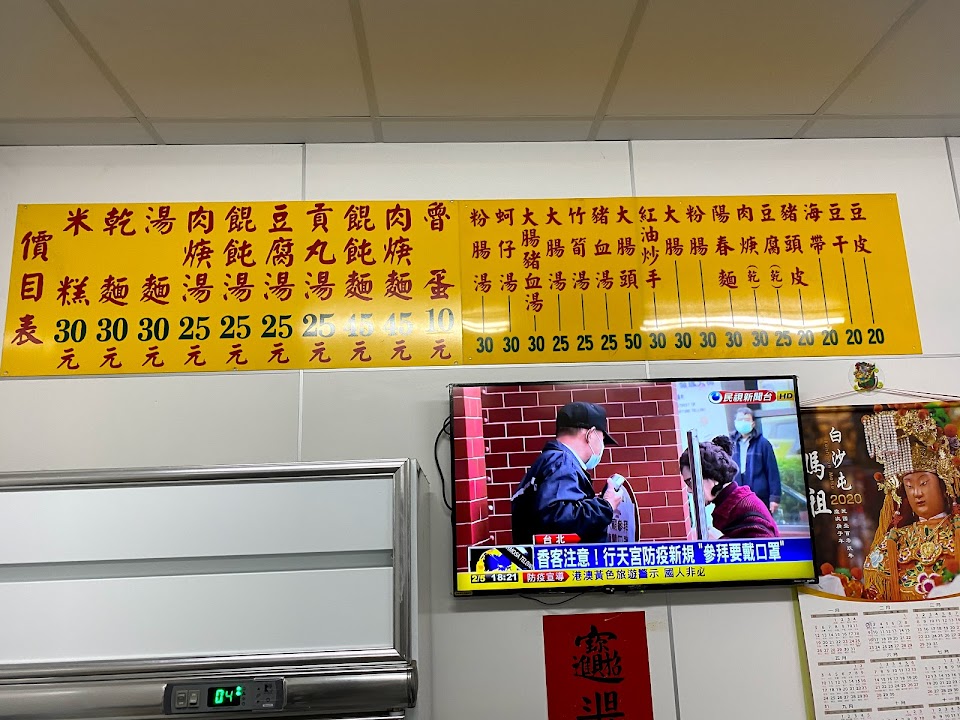 價目表
米糕 30元
乾麵 30元
湯麵 30元
肉焿湯 25元
餛飩湯 25元
豆腐湯 25元
貢丸湯 25元
餛飩麵 45元
肉焿麵 45元
魯蛋 10元
粉腸湯 30
蚵仔湯 30
大腸豬血湯 30
大腸湯 25
竹筍湯 25
豬血湯 25
大腸頭 50
紅油炒手 30
大腸 30
粉腸 30
陽春麵 30
肉焿(乾) 30
豆腐(乾) 25
豬頭皮 20
海帶 20
豆干 20
豆皮 20
民視新聞台 HD
台北
香客注意！行天宮防疫新規 "參拜要戴口罩"
2/5 18:21 防疫宣導 港澳黃色旅遊警示 國人非必
白沙屯
媽祖
2020
04